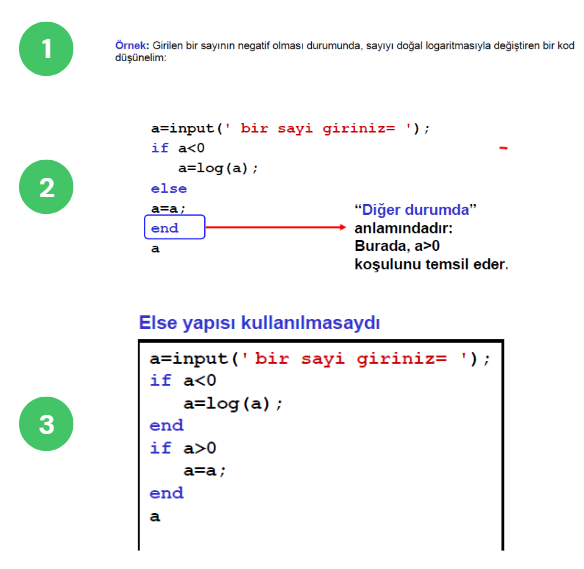 1
Örnek: Girilen bir sayının negatif olması durumunda, sayıyı doğal logaritmasıyla değiştiren bir kod
düşünelim:
2
a=input(' bir sayi giriniz= ');
if a<0
a=log(a);
else
a=a;
end
a
“Diğer durumda”
anlamındadır:
Burada, a>0
koşulunu temsil eder.
Else yapısı kullanılmasaydı
3
a=input(' bir sayi giriniz= ');
if a<0
a=log(a);
end
if a>0
a=a;
end
a